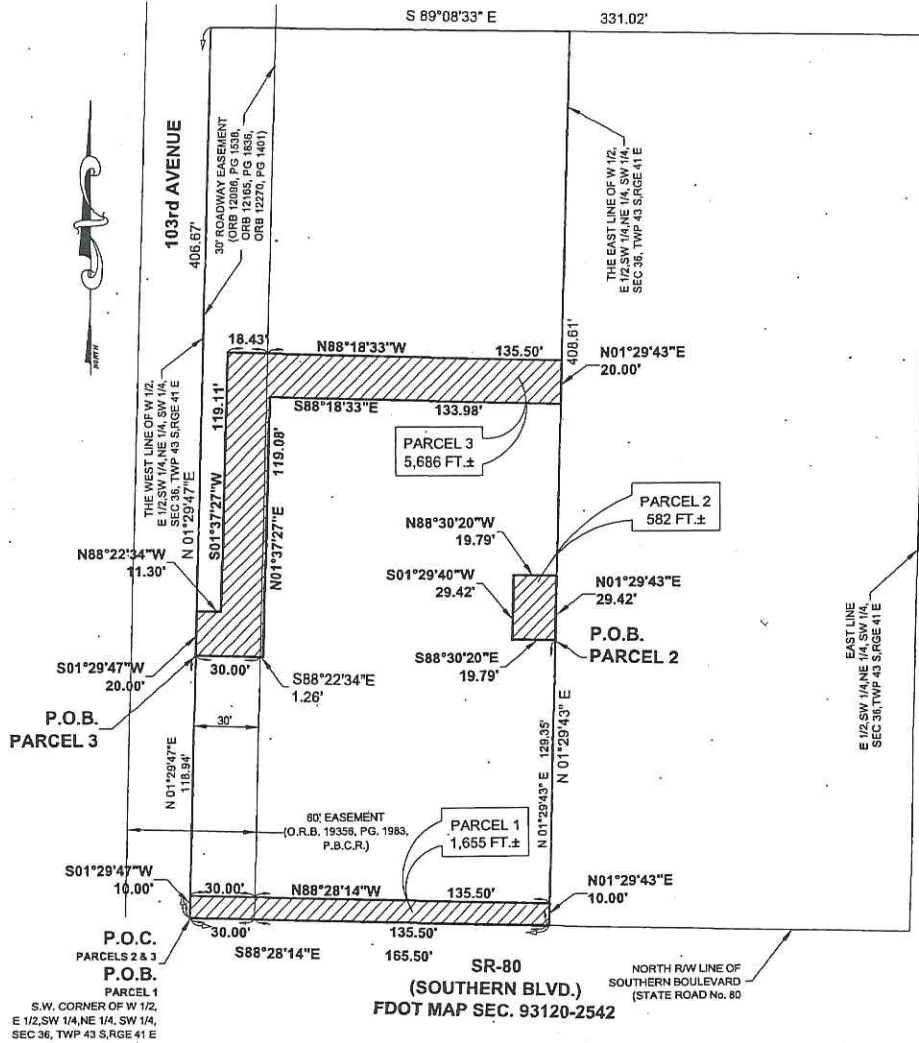 S 89°08'33" E
331.02'
103rd AVENUE
406.67'
30' ROADWAY EASEMENT
(ORB 12096, PG 1538,
ORB 12165, PG 1636,
ORB 12270, PG 1401)
THE EAST LINE OF W 1/2,
E 1/2,SW 1/4,NE 1/4, SW 1/4,
SEC 36, TWP 43 S,RGE 41 E
NORTH
18.43'
N88°18'33"W
135.50'
408.61'
N01°29'43"E
20.00'
S88°18'33"E
133.98'
THE WEST LINE OF W 1/2,
E 1/2,SW 1/4,NE 1/4, SW 1/4,
SEC 36, TWP 43 S,RGE 41 E
N 01°29'47"E
119.11'
S01°37'27"W
119.08'
N01°37'27"E
PARCEL 3
5,686 FT.±
PARCEL 2
582 FT.±
N88°30'20"W
19.79'
N88°22'34"W
11.30'
S01°29'40"W
29.42'
N01°29'43"E
29.42'
P.O.B.
PARCEL 2
S88°30'20"E
19.79'
EAST LINE
E 1/2,SW 1/4,NE 1/4, SW 1/4,
SEC 36,TWP 43 S,RGE 41 E
S01°29'47"W
20.00'
30.00'
S88°22'34"E
1.26'
P.O.B.
PARCEL 3
30'
N 01°29'47"E
118.94'
N 01°29'43"E 129.35'
N 01°29'43" E
60' EASEMENT
(O.R.B. 19356, PG. 1983,
P.B.C.R.)
PARCEL 1
1,655 FT.±
S01°29'47"W
10.00'
30.00'
N88°28'14"W
135.50'
N01°29'43"E
10.00'
30.00'
135.50'
S88°28'14"E
165.50'
P.O.C.
PARCELS 2 & 3
P.O.B.
PARCEL 1
S.W. CORNER OF W 1/2,
E 1/2,SW 1/4,NE 1/4, SW 1/4,
SEC 36, TWP 43 S,RGE 41 E
SR-80
(SOUTHERN BLVD.)
FDOT MAP SEC. 93120-2542
NORTH R/W LINE OF
SOUTHERN BOULEVARD
(STATE ROAD No. 80